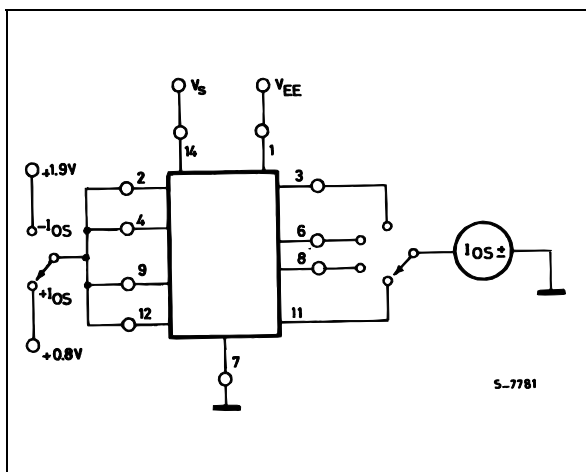 Vs VEE
14 1
+1.9V 2 3
-IOS 4 6
9 8 IOS±
+IOS 12 11
+0.8V 7
S-7781